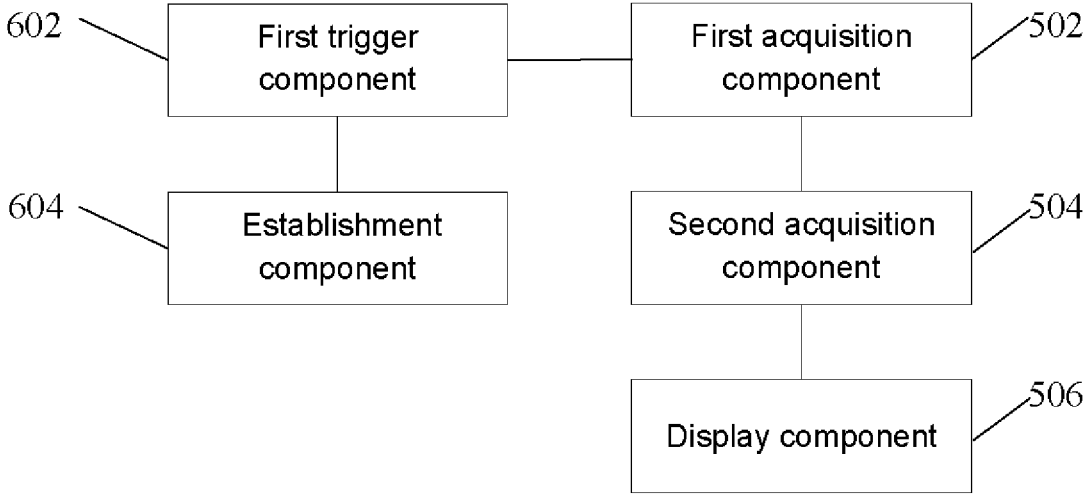 602
First trigger
component
First acquisition
component
502
604
Establishment
component
Second acquisition
component
504
Display component
506